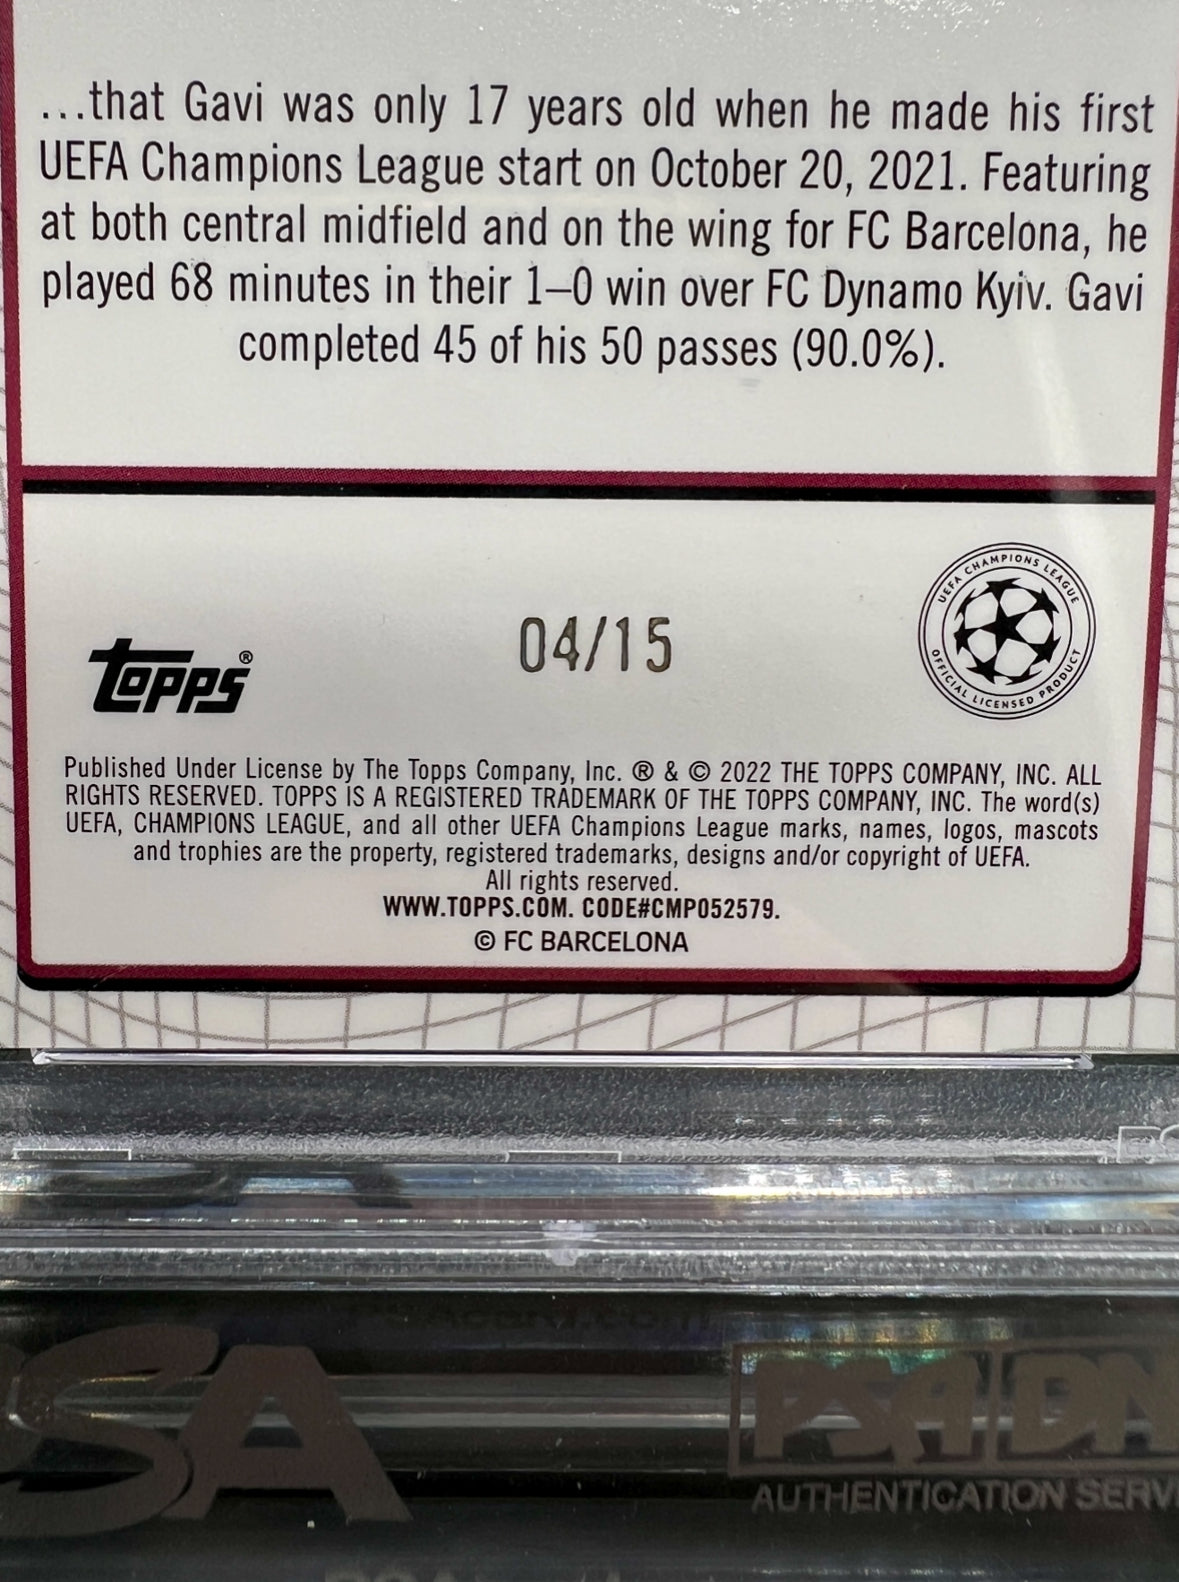 ...that Gavi was only 17 years old when he made his first
UEFA Champions League start on October 20, 2021. Featuring
at both central midfield and on the wing for FC Barcelona, he
played 68 minutes in their 1–0 win over FC Dynamo Kyiv. Gavi
completed 45 of his 50 passes (90.0%).
topps®
04/15
UEFA CHAMPIONS LEAGUE
OFFICIAL LICENSED PRODUCT
Published Under License by The Topps Company, Inc. ® & © 2022 THE TOPPS COMPANY, INC. ALL
RIGHTS RESERVED. TOPPS IS A REGISTERED TRADEMARK OF THE TOPPS COMPANY, INC. The word(s)
UEFA, CHAMPIONS LEAGUE, and all other UEFA Champions League marks, names, logos, mascots
and trophies are the property, registered trademarks, designs and/or copyright of UEFA.
All rights reserved.
WWW.TOPPS.COM. CODE#CMP052579.
© FC BARCELONA
SA
PSA DN
AUTHENTICATION SERV